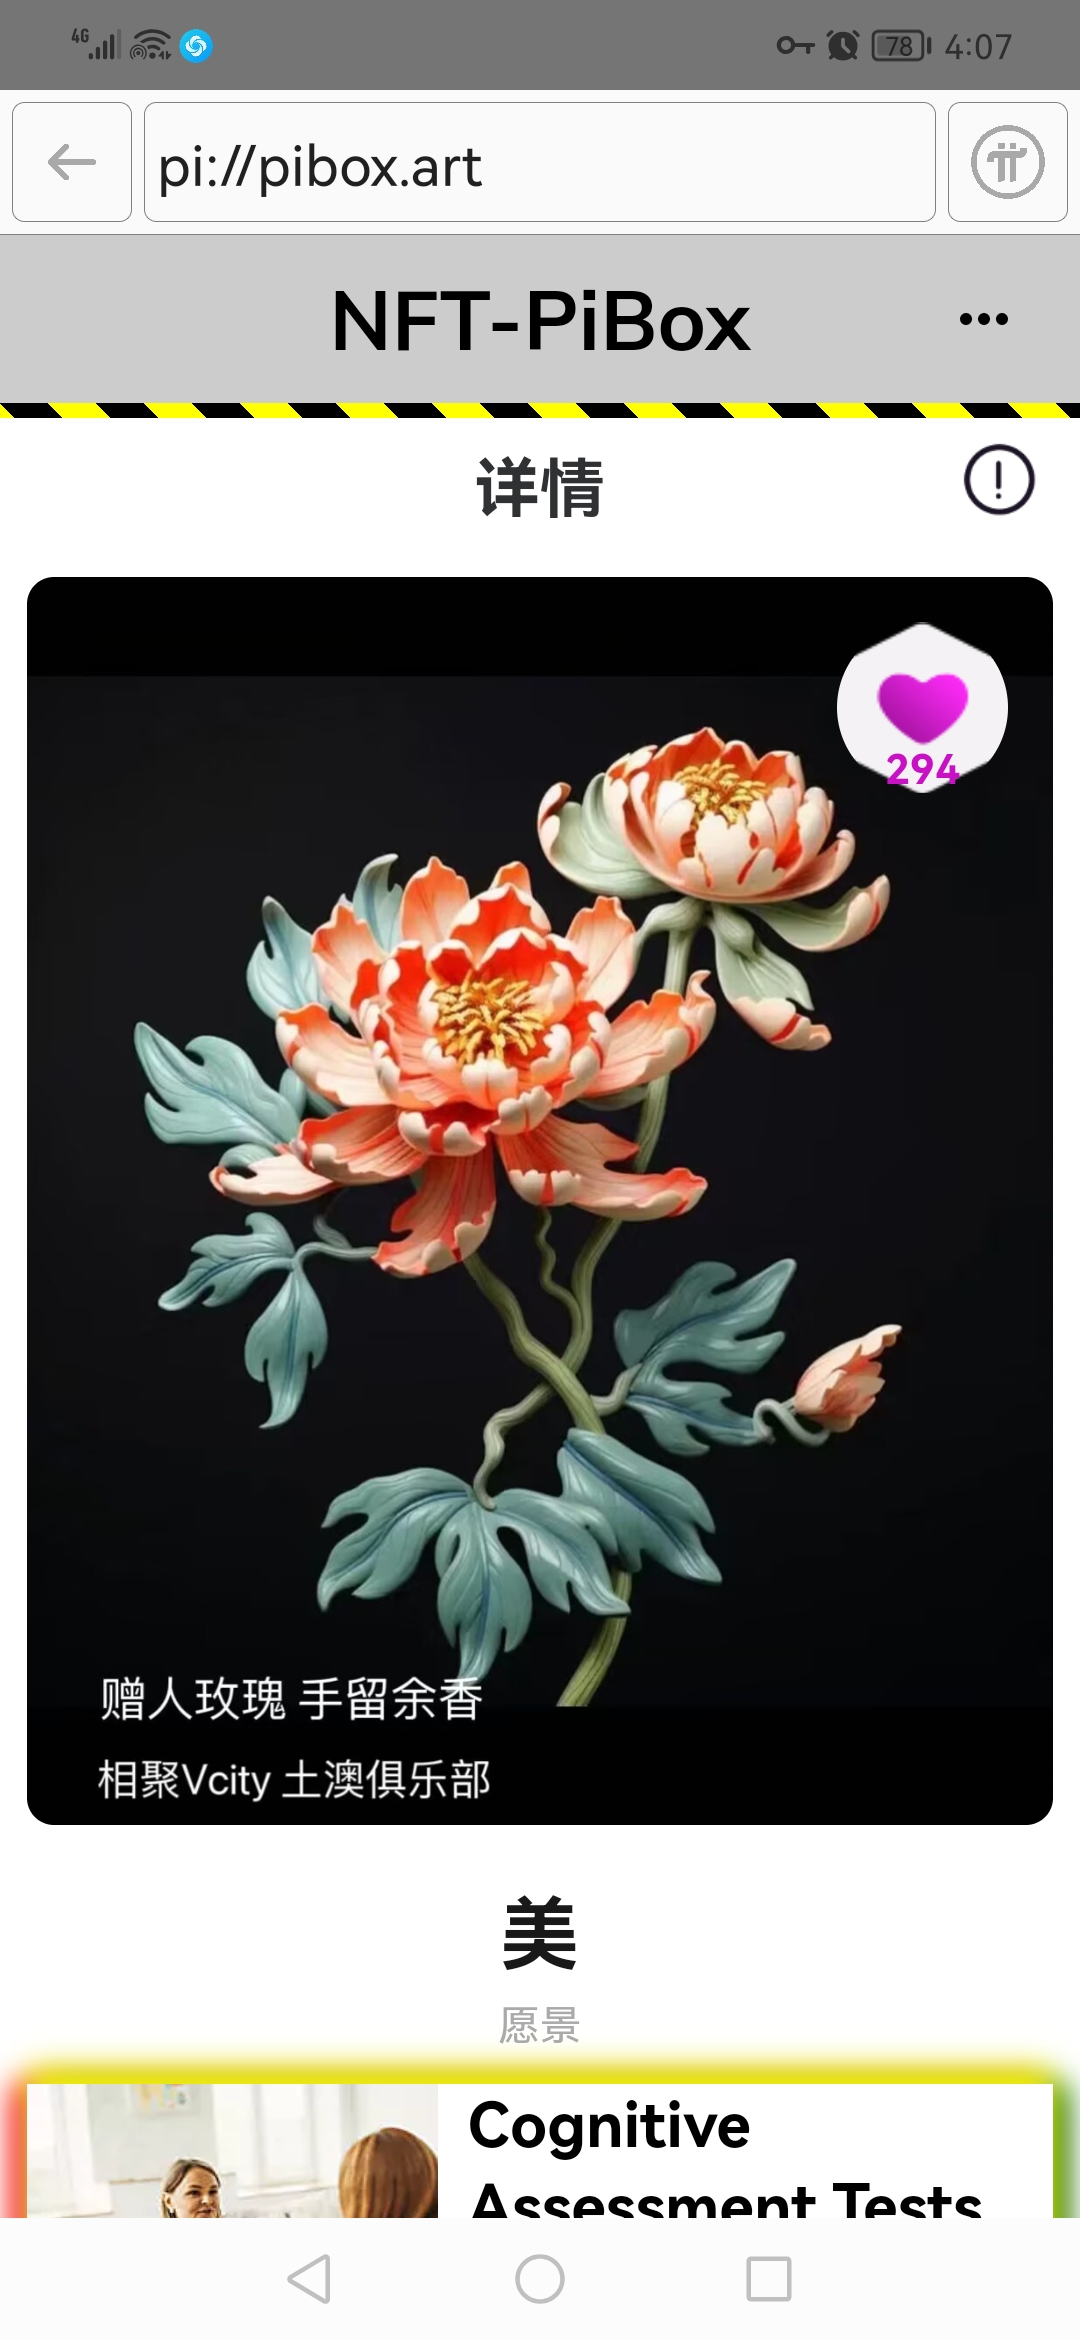 4G
78
4:07
pi://pibox.art
NFT-PiBox
详情
294
赠人玫瑰 手留余香
相聚Vcity 土澳俱乐部
美
愿景
Cognitive
Assessment Tests